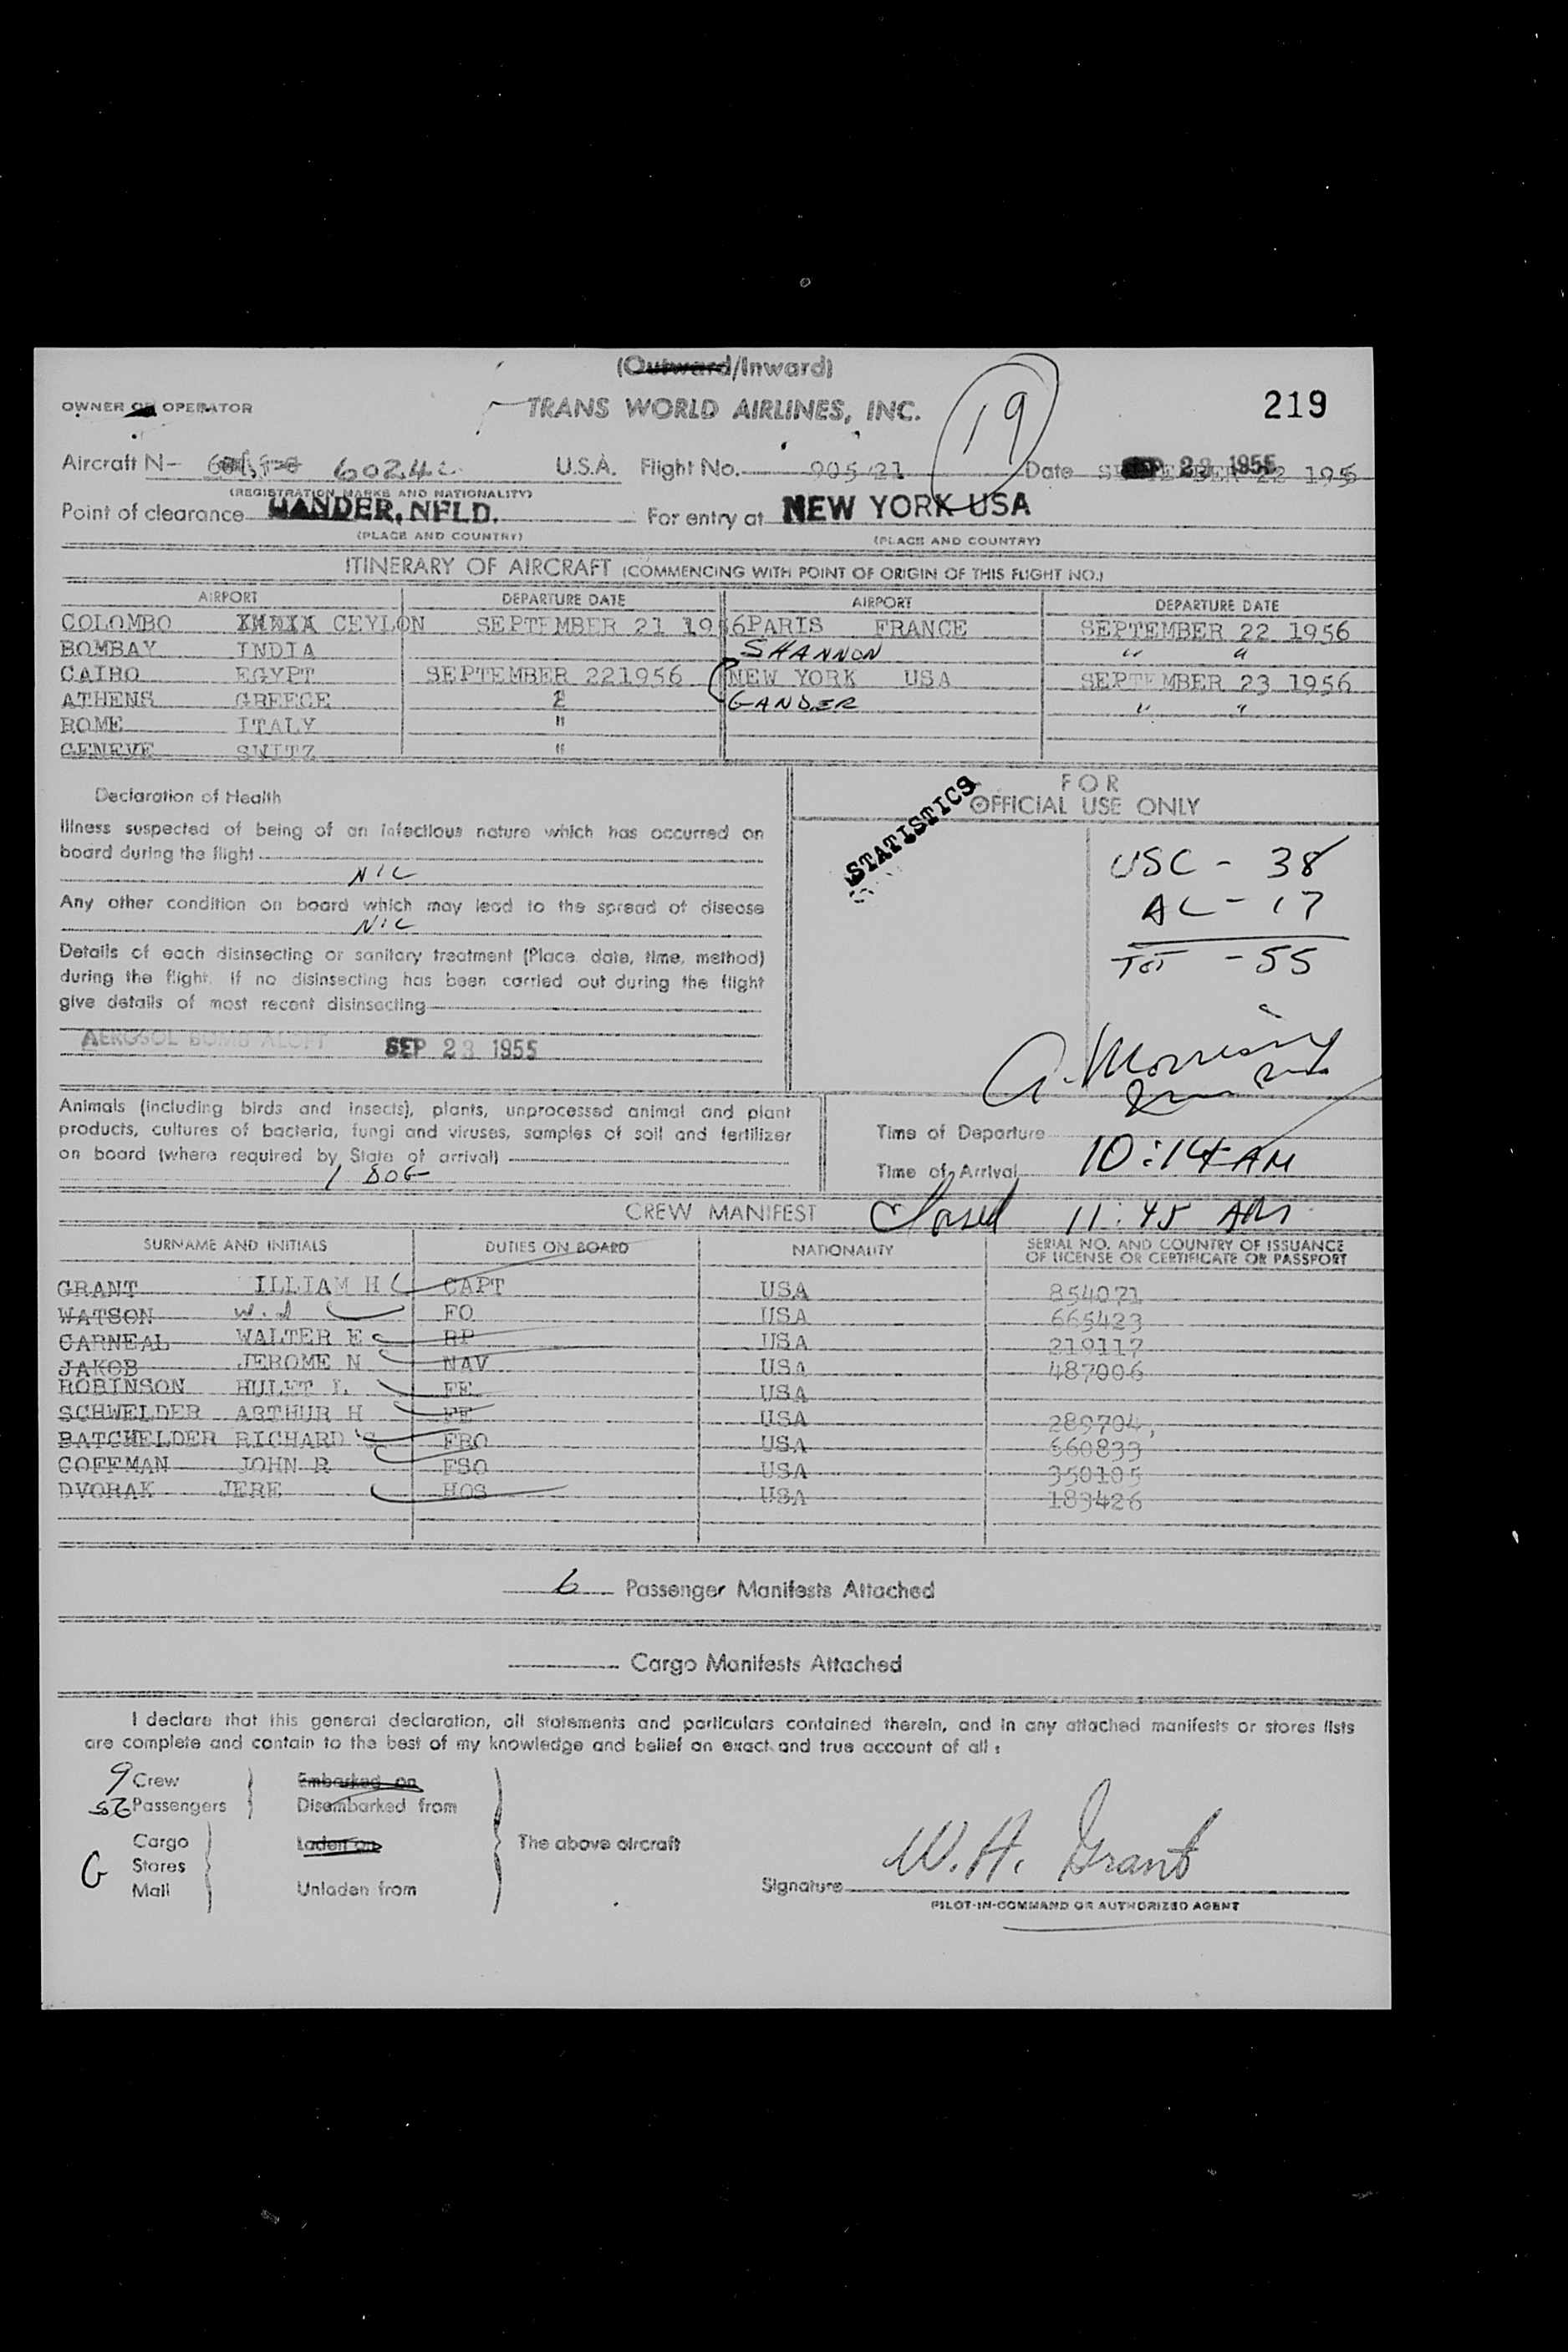 (Outward/Inward)
OWNER OR OPERATOR TRANS WORLD AIRLINES, INC. 19 219
Aircraft N- 6024 U.S.A. Flight No. 905/21 Date SEP 23 1955
(REGISTRATION MARKS AND NATIONALITY)
Point of clearance GANDER, NFLD. For entry at NEW YORK USA
(PLACE AND COUNTRY) (PLACE AND COUNTRY)
ITINERARY OF AIRCRAFT (COMMENCING WITH POINT OF ORIGIN OF THIS FLIGHT NO.)
AIRPORT DEPARTURE DATE AIRPORT DEPARTURE DATE
COLOMBO CEYLON SEPTEMBER 21 1956 PARIS FRANCE SEPTEMBER 22 1956
BOMBAY INDIA SHANNON " "
CAIRO EGYPT SEPTEMBER 221956 NEW YORK USA SEPTEMBER 23 1956
ATHENS GREECE GANDER " "
ROME ITALY "
GENEVE SWITZ "
Declaration of Health
Illness suspected of being of an infectious nature which has occurred on
board during the flight
NIL
Any other condition on board which may lead to the spread of disease
NIL
Details of each disinsecting or sanitary treatment (Place, date, time, method)
during the flight. If no disinsecting has been carried out during the flight
give details of most recent disinsecting
AEROSOL BOMB ALOFT SEP 23 1955
FOR
OFFICIAL USE ONLY
STATISTICS
USC - 38
AL - 17
TOT - 55
Animals (including birds and insects), plants, unprocessed animal and plant
products, cultures of bacteria, fungi and viruses, samples of soil and fertilizer
on board (where required by State of arrival)
1 DOG
Time of Departure
Time of Arrival 10:14 AM
CREW MANIFEST Closed 11:45 AM
SURNAME AND INITIALS DUTIES ON BOARD NATIONALITY SERIAL NO. AND COUNTRY OF ISSUANCE
OF LICENSE OR CERTIFICATE OR PASSPORT
GRANT ILLIAM H CAPT USA 854071
WATSON FO USA 665423
CARNEAL WALTER E RP USA 219117
JAKOB JEROME N NAV USA 487006
ROBINSON HULET L FE USA
SCHWELDER ARTHUR H FE USA 289704,
BATCHELDER RICHARD S FRO USA 660833
COFFMAN JOHN R FSO USA 350105
DVORAK JERE HOS USA 183426
6 Passenger Manifests Attached
Cargo Manifests Attached
I declare that this general declaration, all statements and particulars contained therein, and in any attached manifests or stores lists
are complete and contain to the best of my knowledge and belief an exact and true account of all :
9 Crew Embarked on
Passengers Disembarked from
Cargo Laden on The above aircraft
G Stores
Mail Unladen from
Signature W. H. Grant
PILOT-IN-COMMAND OR AUTHORIZED AGENT